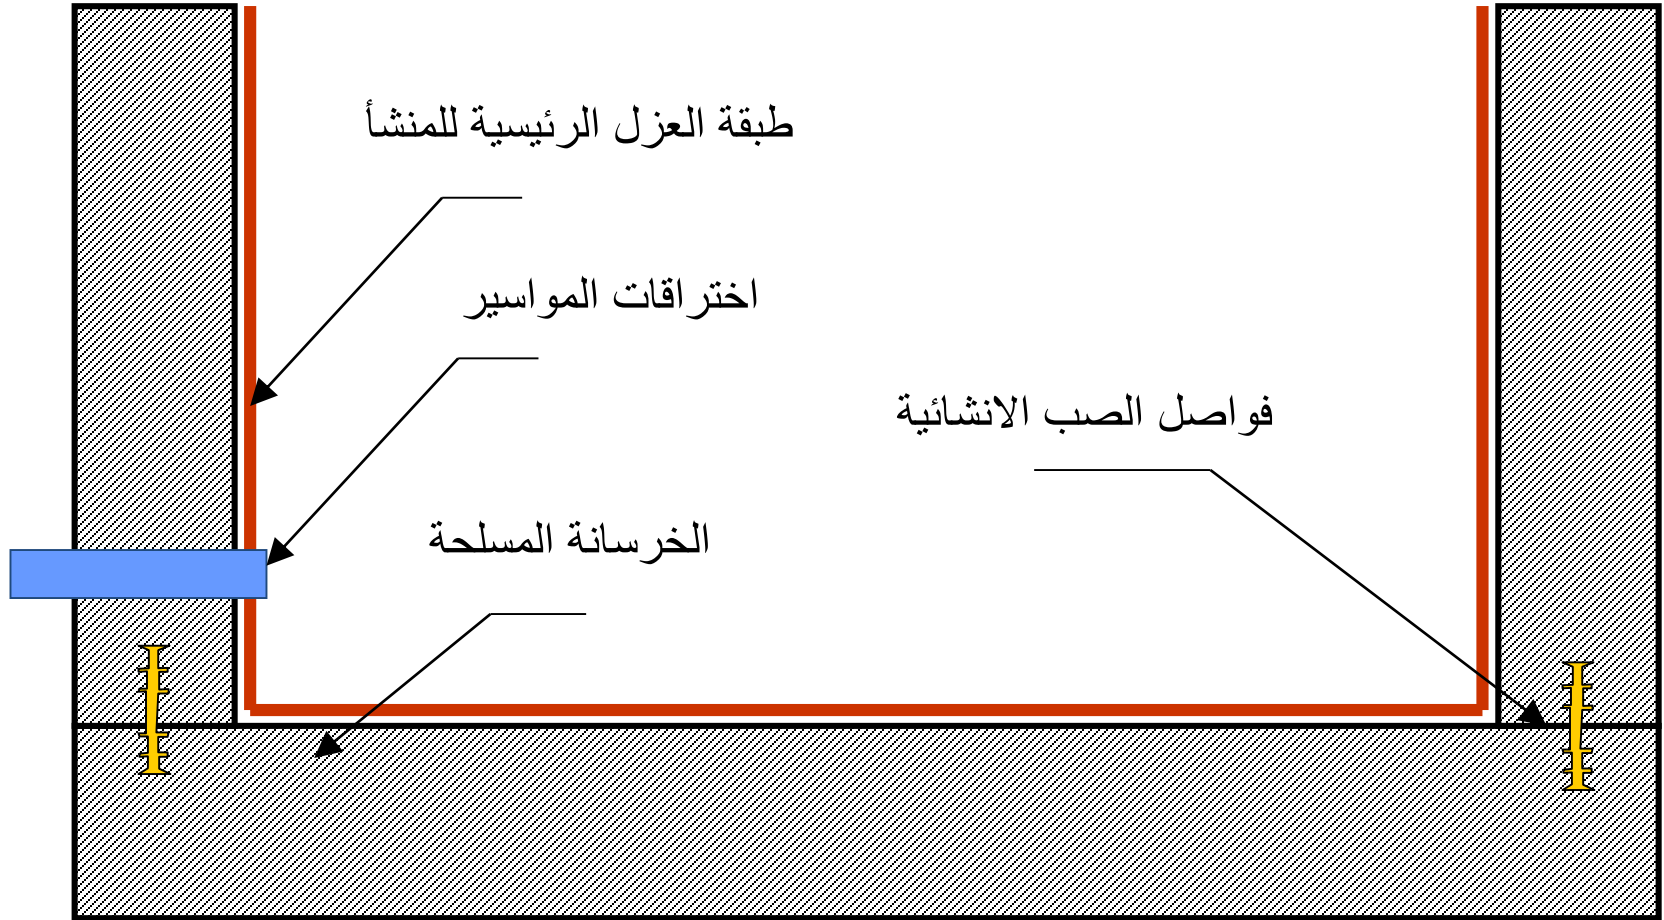 طبقة العزل الرئيسية للمنشأ
اختراقات المواسير
فواصل الصب الانشائية
الخرسانة المسلحة